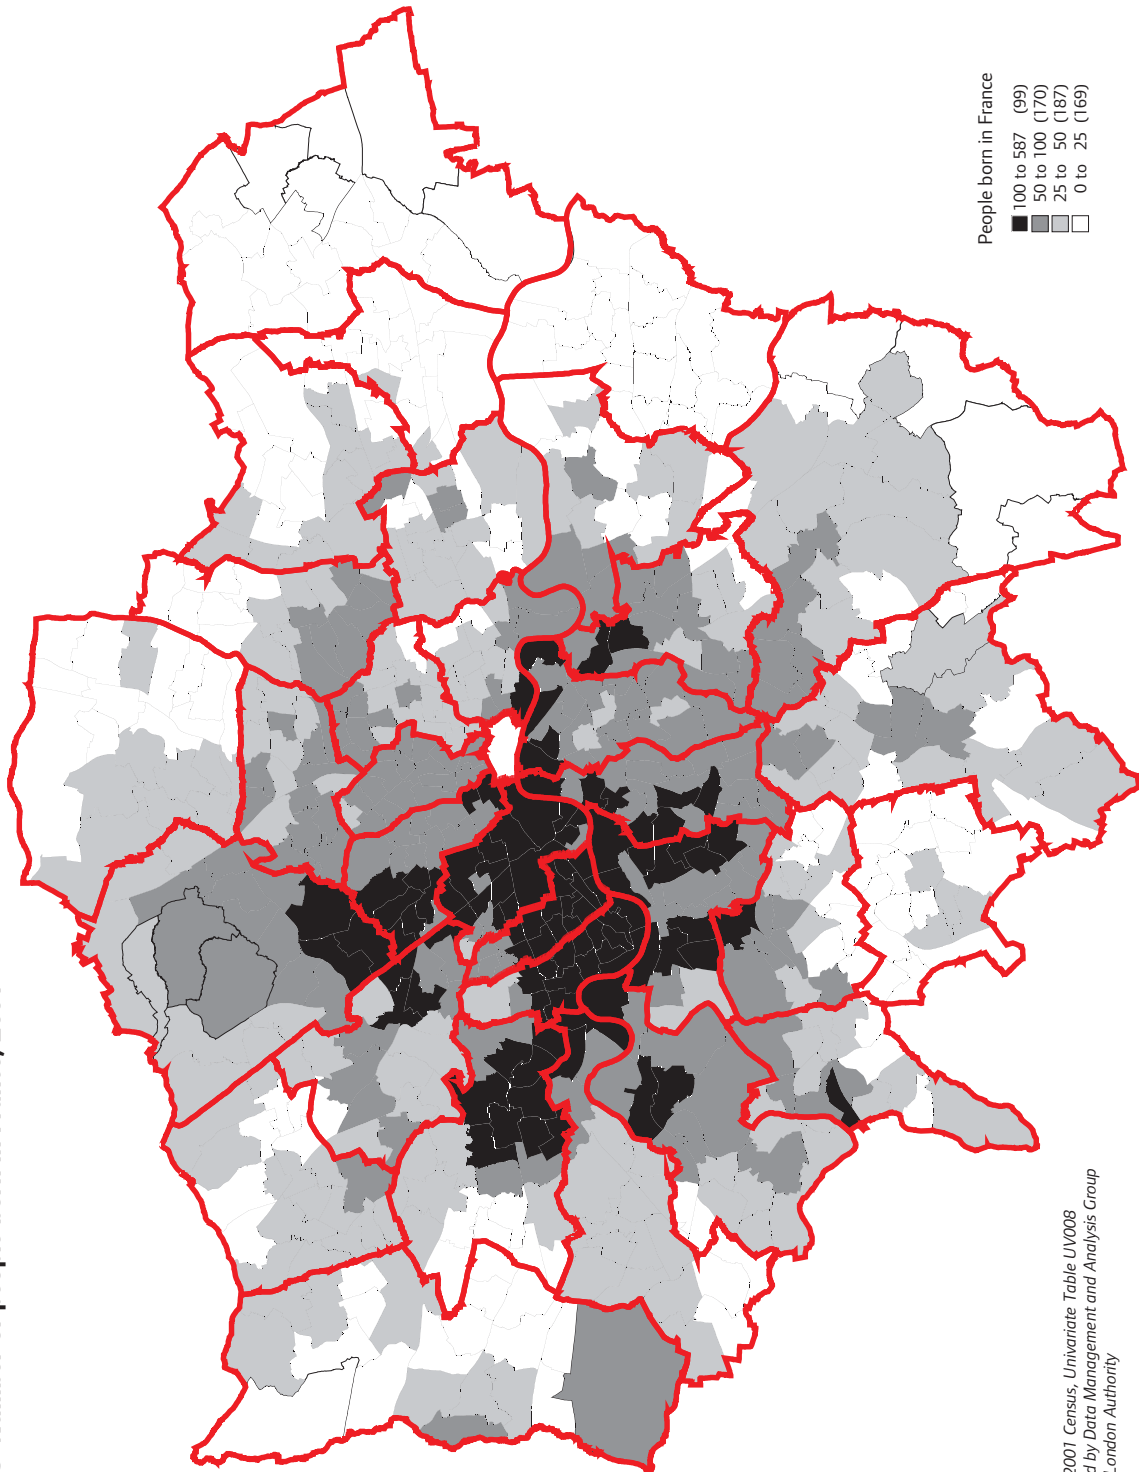 People born in France
100 to 587 (99)
50 to 100 (170)
25 to 50 (187)
0 to 25 (169)
2001 Census, Univariate Table UV008
d by Data Management and Analysis Group
London Authority